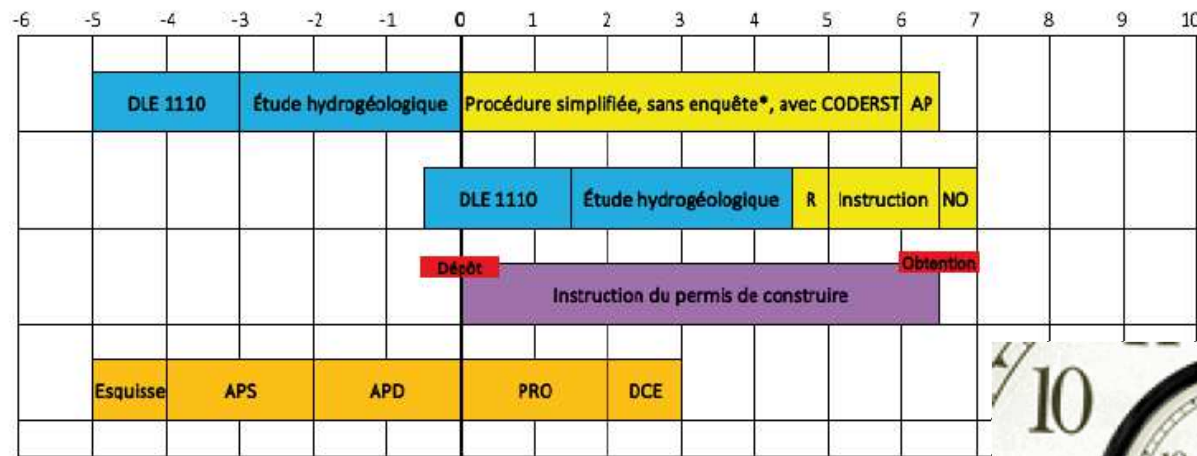 -6 -5 -4 -3 -2 -1 0 1 2 3 4 5 6 7 8 9 10
DLE 1110 Étude hydrogéologique Procédure simplifiée, sans enquête*, avec CODERST AP
DLE 1110 Étude hydrogéologique R Instruction NO
Dépôt Obtention
Instruction du permis de construire
Esquisse APS APD PRO DCE
10